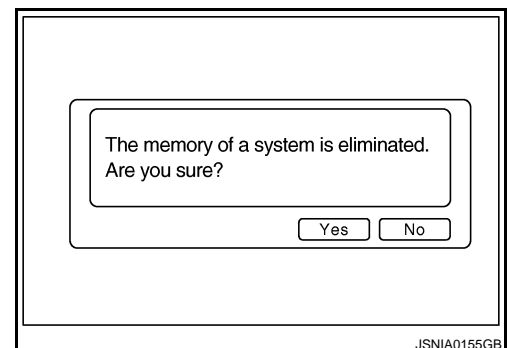 The memory of a system is eliminated.
Are you sure?
Yes No
JSNIA0155GB